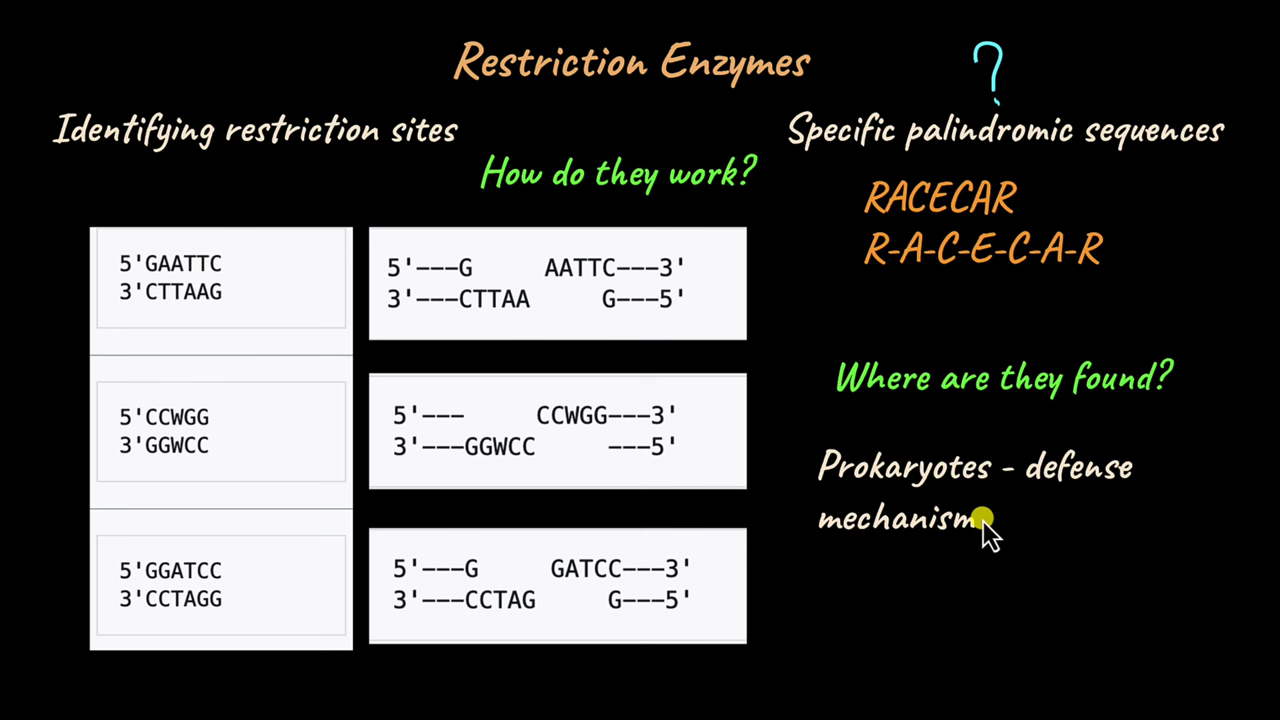 Restriction Enzymes
?
Identifying restriction sites
Specific palindromic sequences
How do they work?
RACECAR
R-A-C-E-C-A-R
5'GAATTC
3'CTTAAG
5'---G AATTC---3'
3'---CTTAA G---5'
5'CCWGG
3'GGWCC
5'--- CCWGG---3'
3'---GGWCC ---5'
5'GGATCC
3'CCTAGG
5'---G GATCC---3'
3'---CCTAG G---5'
Where are they found?
Prokaryotes - defense
mechanism